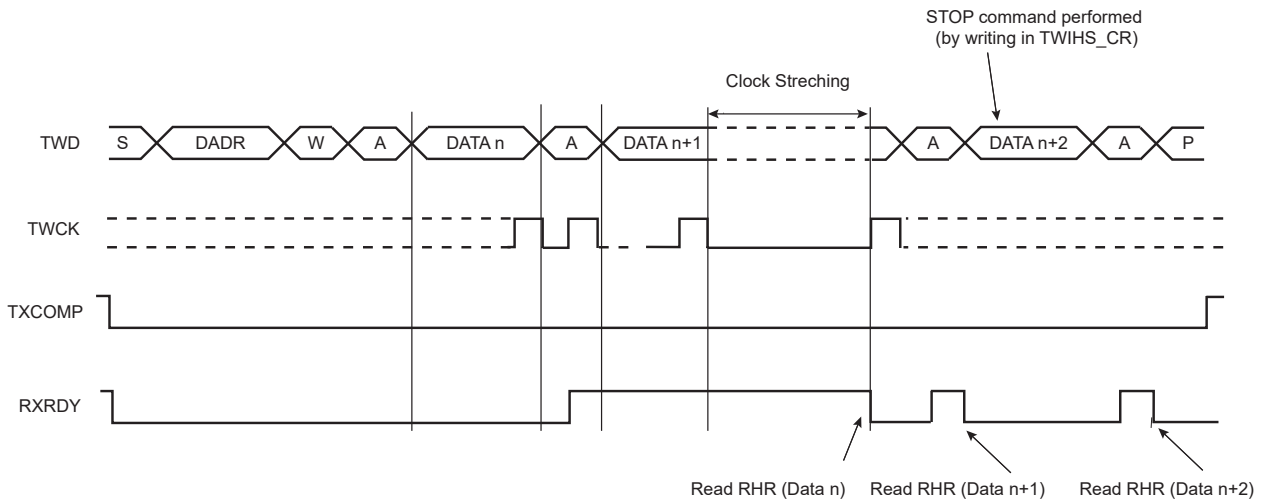 STOP command performed
(by writing in TWIHS_CR)
Clock Streching
TWD S DADR W A DATA n A DATA n+1 A DATA n+2 A P
TWCK
TXCOMP
RXRDY
Read RHR (Data n) Read RHR (Data n+1) Read RHR (Data n+2)